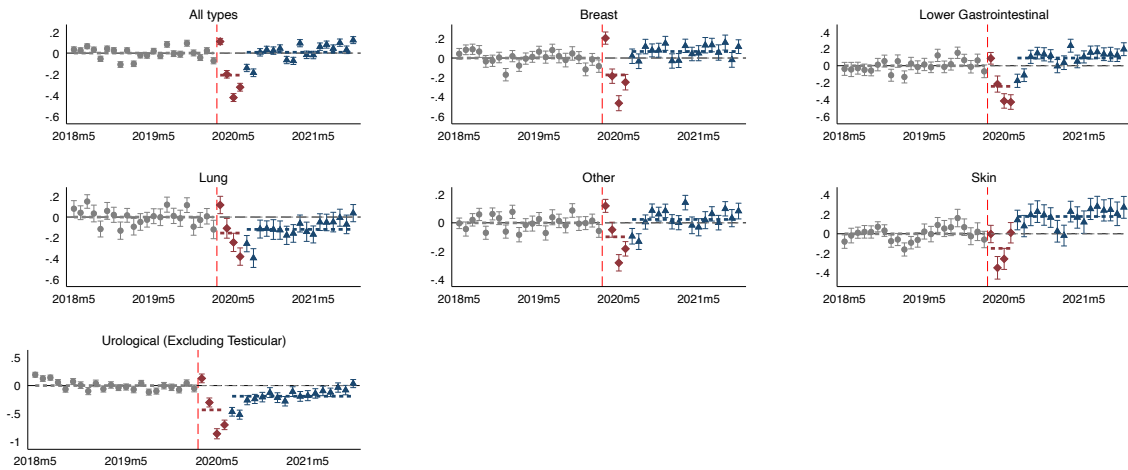 All types
.2
0
-.2
-.4
-.6
2018m5 2019m5 2020m5 2021m5
Breast
.2
0
-.2
-.4
-.6
2018m5 2019m5 2020m5 2021m5
Lower Gastrointestinal
.4
.2
0
-.2
-.4
-.6
2018m5 2019m5 2020m5 2021m5
Lung
.2
0
-.2
-.4
-.6
2018m5 2019m5 2020m5 2021m5
Other
.2
0
-.2
.4
2018m5 2019m5 2020m5 2021m5
Skin
.4
.2
0
-.2
-.4
2018m5 2019m5 2020m5 2021m5
Urological (Excluding Testicular)
.5
0
-.5
-1
2018m5 2019m5 2020m5 2021m5